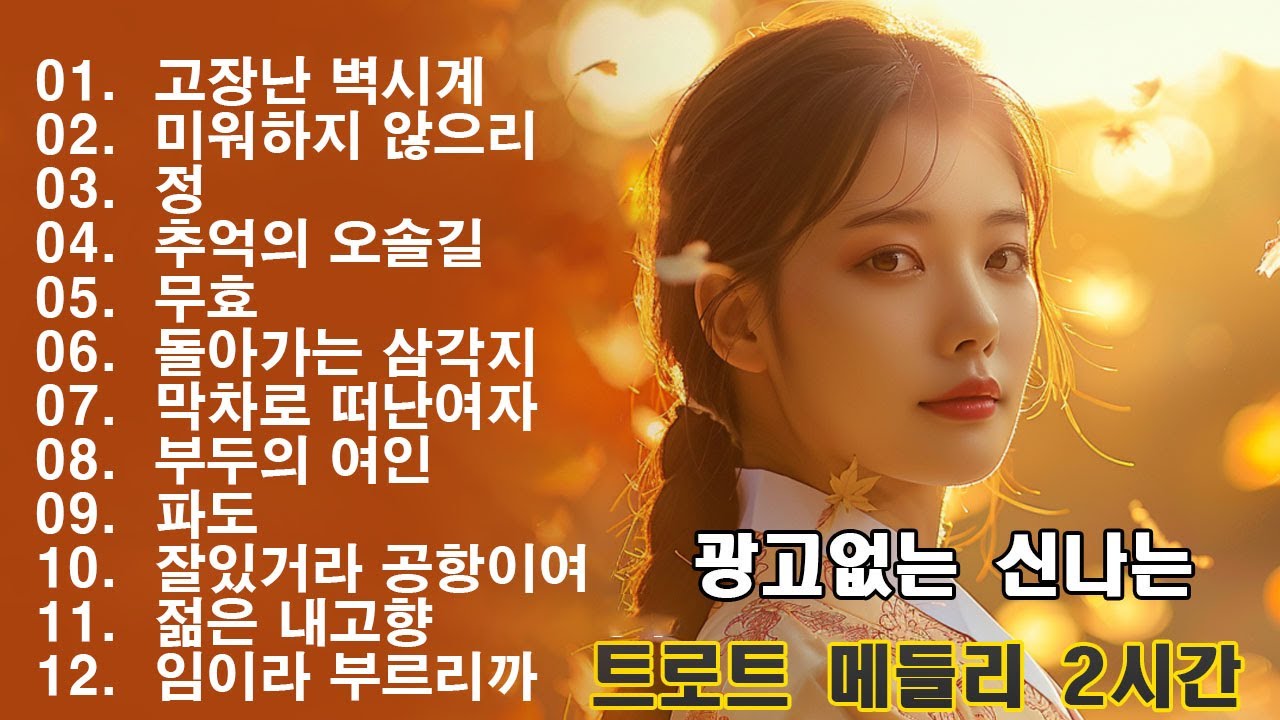 01. 고장난 벽시계
02. 미워하지 않으리
03. 정
04. 추억의 오솔길
05. 무효
06. 돌아가는 삼각지
07. 막차로 떠난여자
08. 부두의 여인
09. 파도
10. 잘있거라 공항이여
11. 젊은 내고향
12. 임이라 부르리까
광고없는 신나는
트로트 메들리 2시간